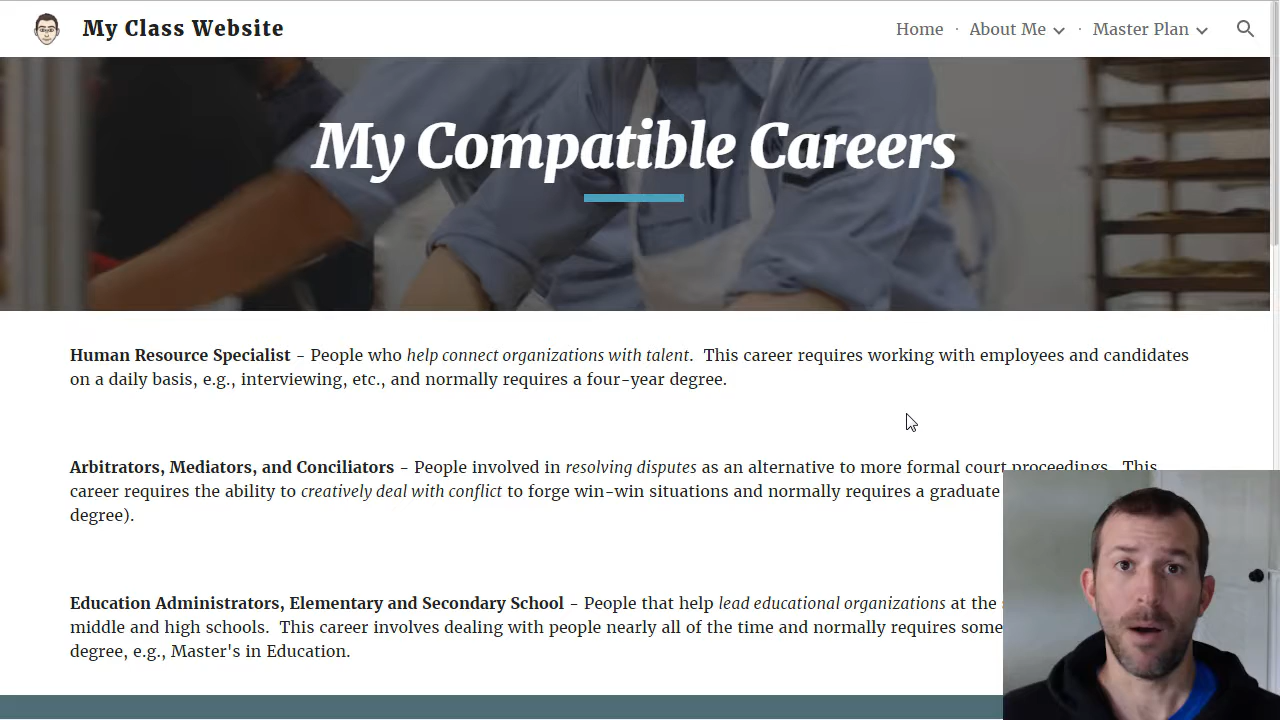 My Class Website
Home · About Me · Master Plan
My Compatible Careers
Human Resource Specialist - People who help connect organizations with talent. This career requires working with employees and candidates
on a daily basis, e.g., interviewing, etc., and normally requires a four-year degree.
Arbitrators, Mediators, and Conciliators - People involved in resolving disputes as an alternative to more formal court proceedings. This
career requires the ability to creatively deal with conflict to forge win-win situations and normally requires a graduate
degree).
Education Administrators, Elementary and Secondary School - People that help lead educational organizations at the
middle and high schools. This career involves dealing with people nearly all of the time and normally requires some
degree, e.g., Master's in Education.